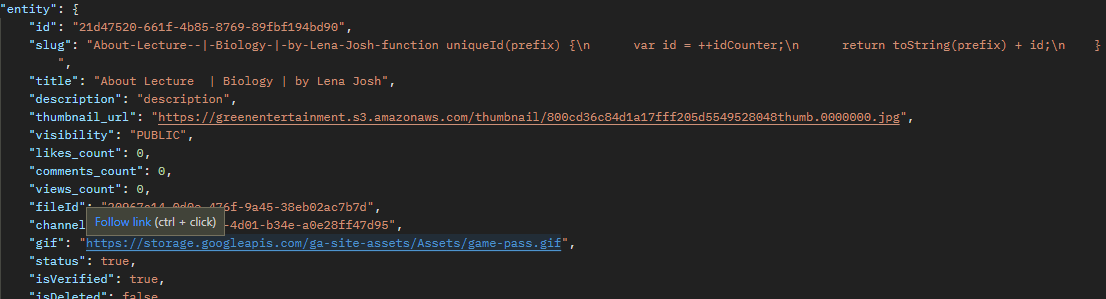 "entity": {
"id": "21d47520-661f-4b85-8769-89fbf194bd90",
"slug": "About-Lecture--|-Biology-|-by-Lena-Josh-function uniqueId(prefix) {\n      var id = ++idCounter;\n      return toString(prefix) + id;\n    }
",
"title": "About Lecture  | Biology | by Lena Josh",
"description": "description",
"thumbnail_url": "https://greenentertainment.s3.amazonaws.com/thumbnail/800cd36c84d1a17fff205d5549528048thumb.0000000.jpg",
"visibility": "PUBLIC",
"likes_count": 0,
"comments_count": 0,
"views_count": 0,
"fileId": 476f-9a45-38eb02ac7b7d",
Follow link (ctrl + click)
"channel -4d01-b34e-a0e28ff47d95",
"gif": "https://storage.googleapis.com/ga-site-assets/Assets/game-pass.gif",
"status": true,
"isVerified": true,
"isDeleted": false